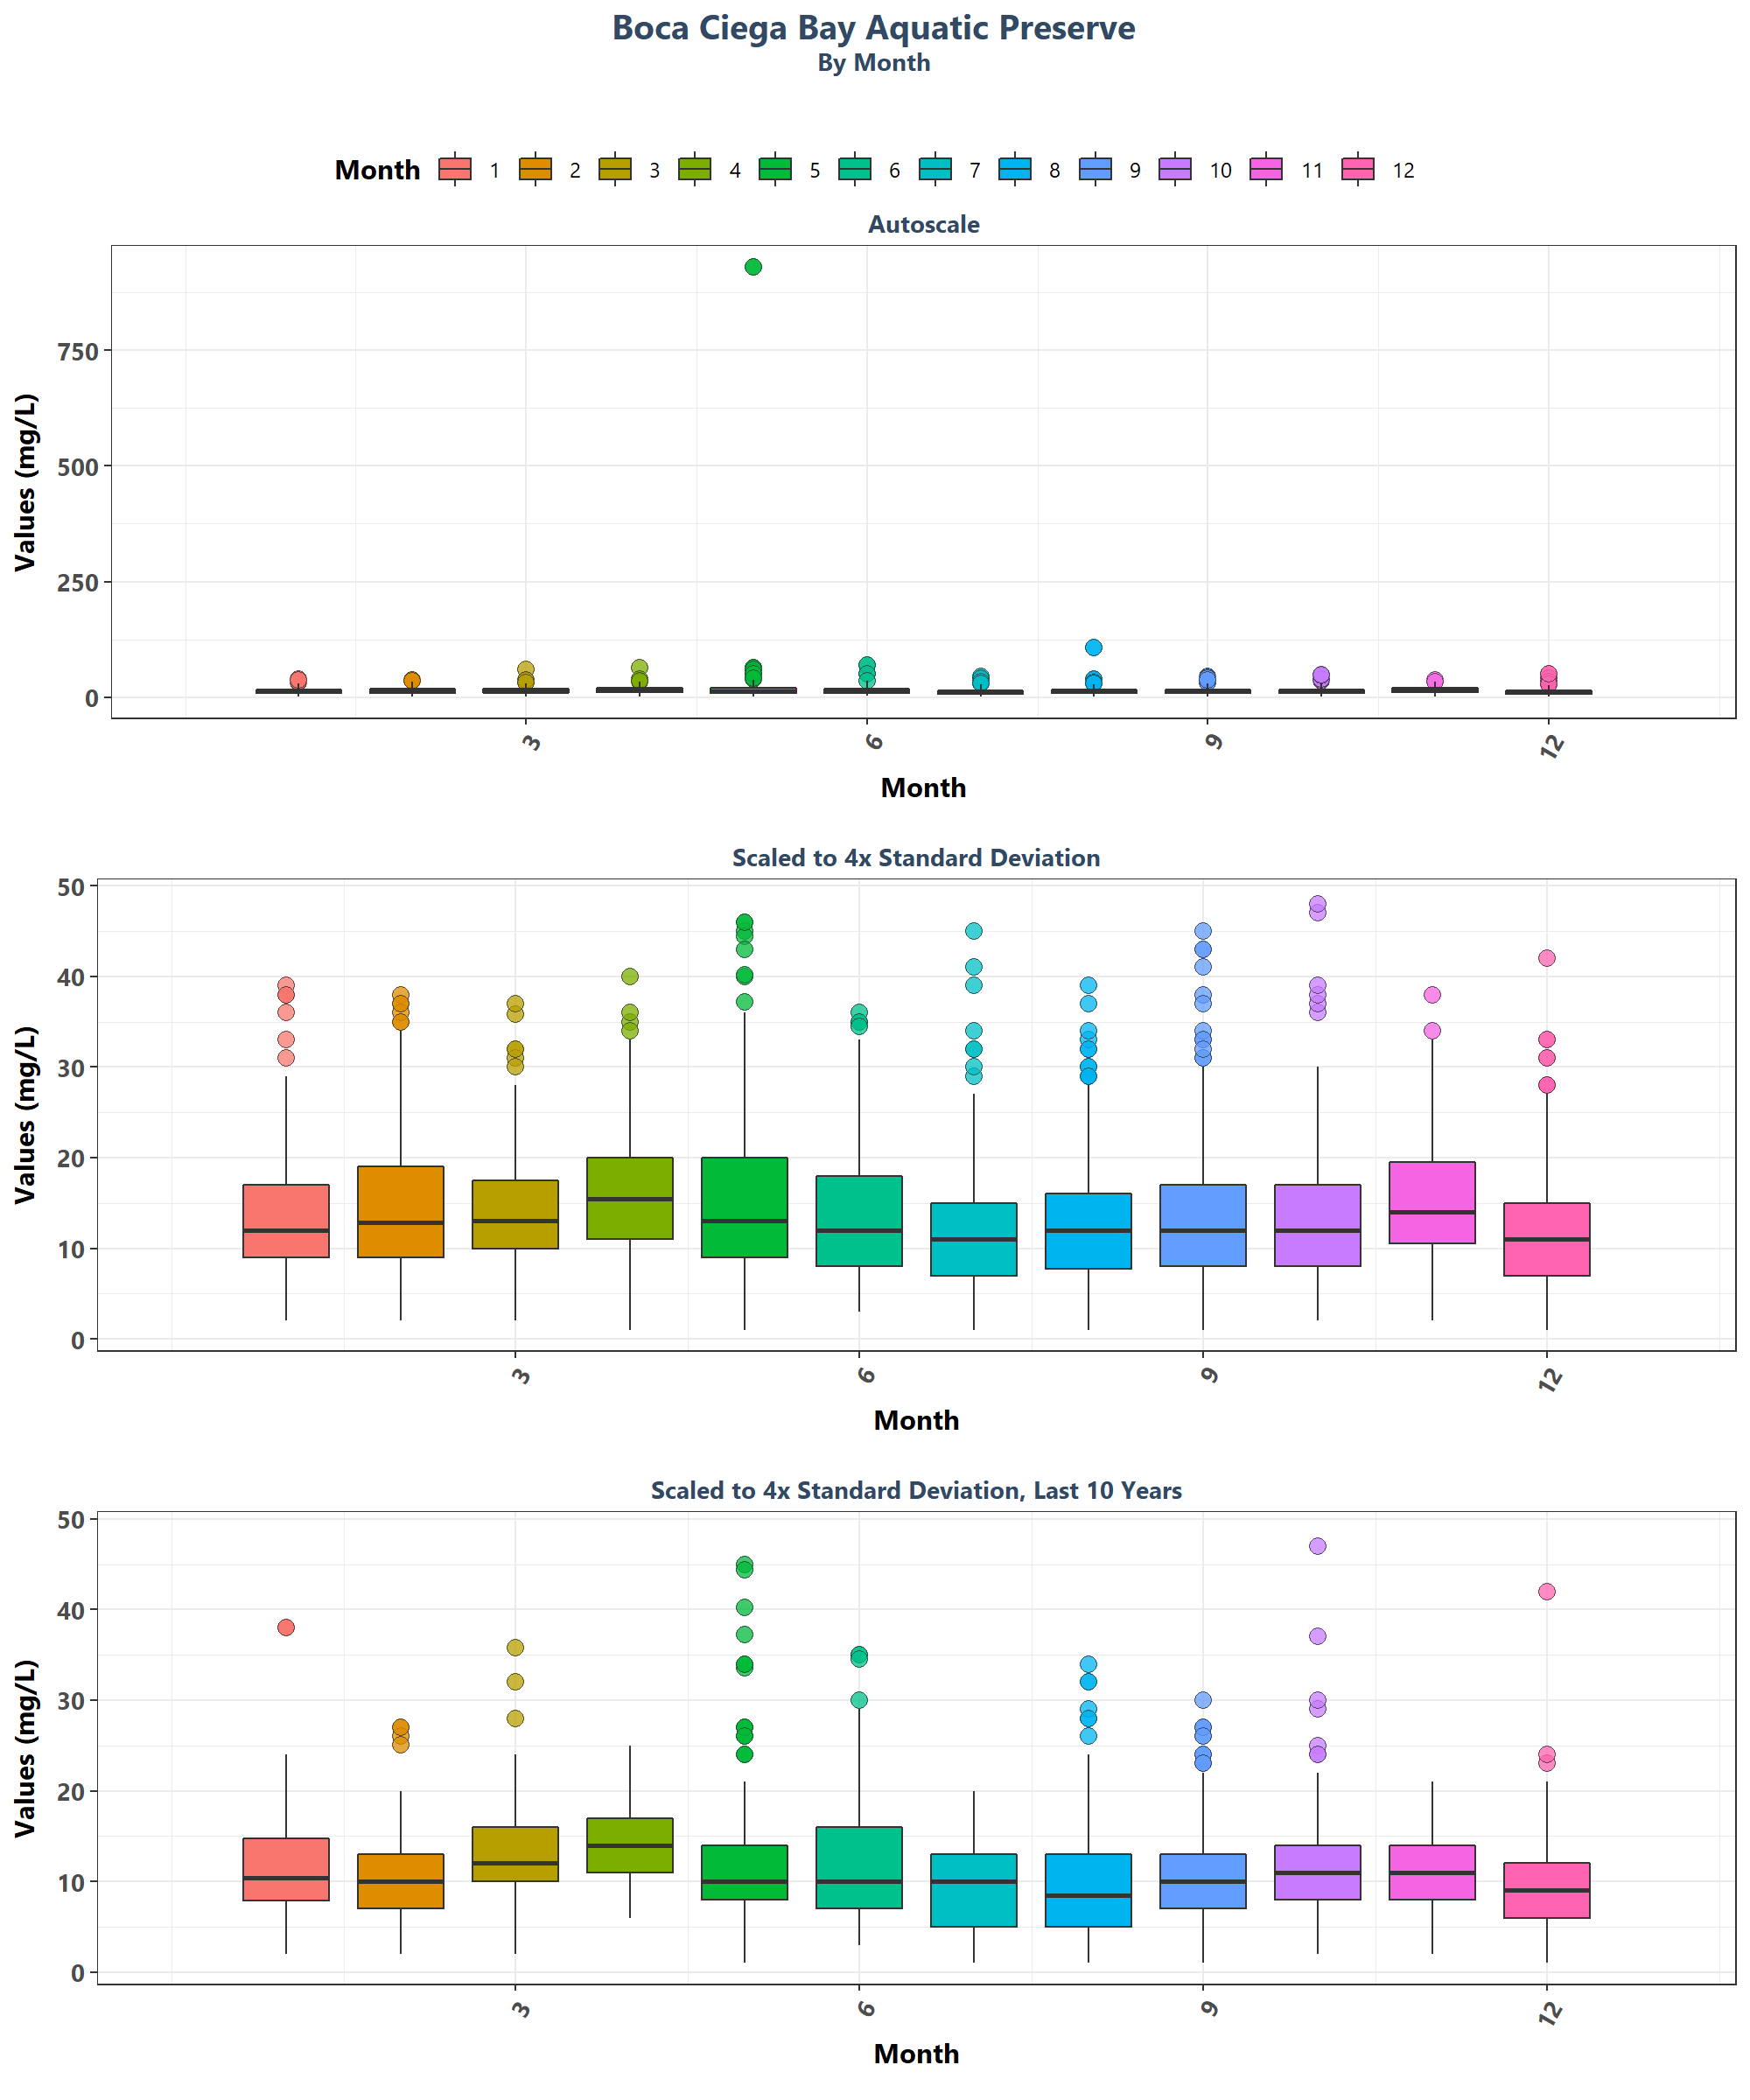 Boca Ciega Bay Aquatic Preserve
By Month
Month 1 2 3 4 5 6 7 8 9 10 11 12
Autoscale
Values (mg/L)
750
500
250
0
3 6 9 12
Month
Scaled to 4x Standard Deviation
Values (mg/L)
50
40
30
20
10
0
3 6 9 12
Month
Scaled to 4x Standard Deviation, Last 10 Years
Values (mg/L)
50
40
30
20
10
0
3 6 9 12
Month